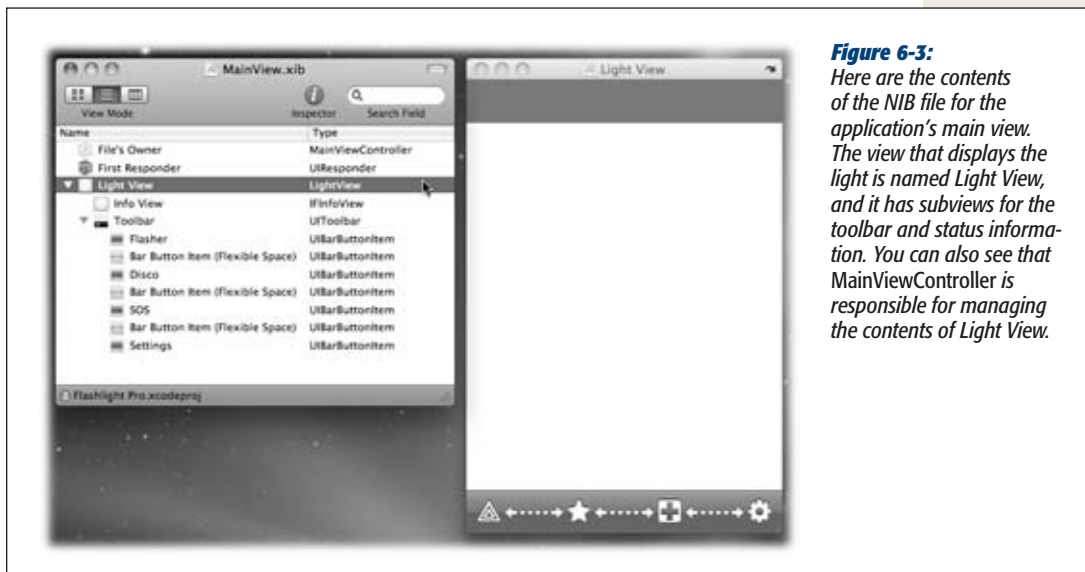 MainView.xib
View Mode
Inspector
Search Field
Name Type
File's Owner MainViewController
First Responder UIResponder
Light View LightView
Info View IFInfoView
Toolbar UIToolbar
Flasher UIBarButtonItem
Bar Button Item (Flexible Space) UIBarButtonItem
Disco UIBarButtonItem
Bar Button Item (Flexible Space) UIBarButtonItem
SOS UIBarButtonItem
Bar Button Item (Flexible Space) UIBarButtonItem
Settings UIBarButtonItem
Flashlight Pro.xcodeproj
Light View
Figure 6-3:
Here are the contents
of the NIB file for the
application's main view.
The view that displays the
light is named Light View,
and it has subviews for the
toolbar and status informa-
tion. You can also see that
MainViewController is
responsible for managing
the contents of Light View.